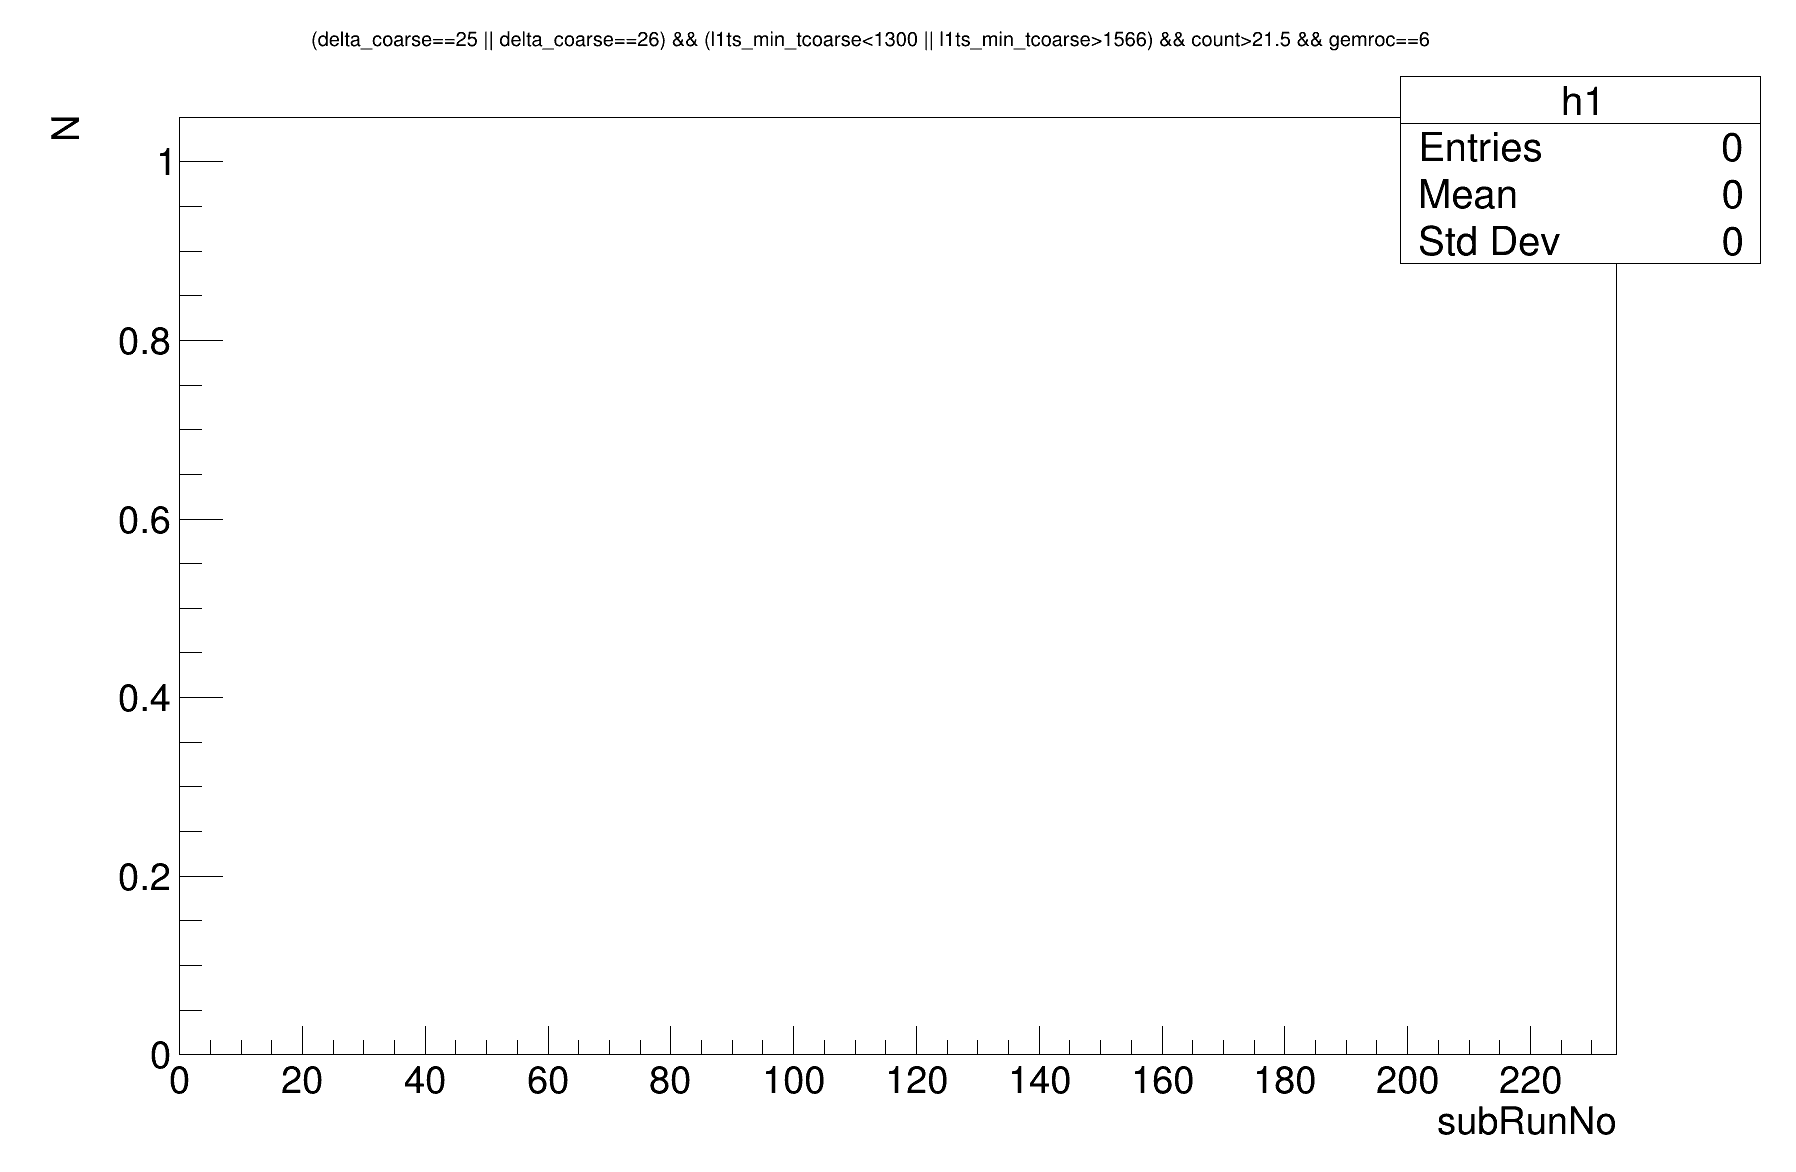 (delta_coarse==25 || delta_coarse==26) && (l1ts_min_tcoarse<1300 || l1ts_min_tcoarse>1566) && count>21.5 && gemroc==6
h1
Entries 0
Mean 0
Std Dev 0
N
1
0.8
0.6
0.4
0.2
0
0 20 40 60 80 100 120 140 160 180 200 220
subRunNo